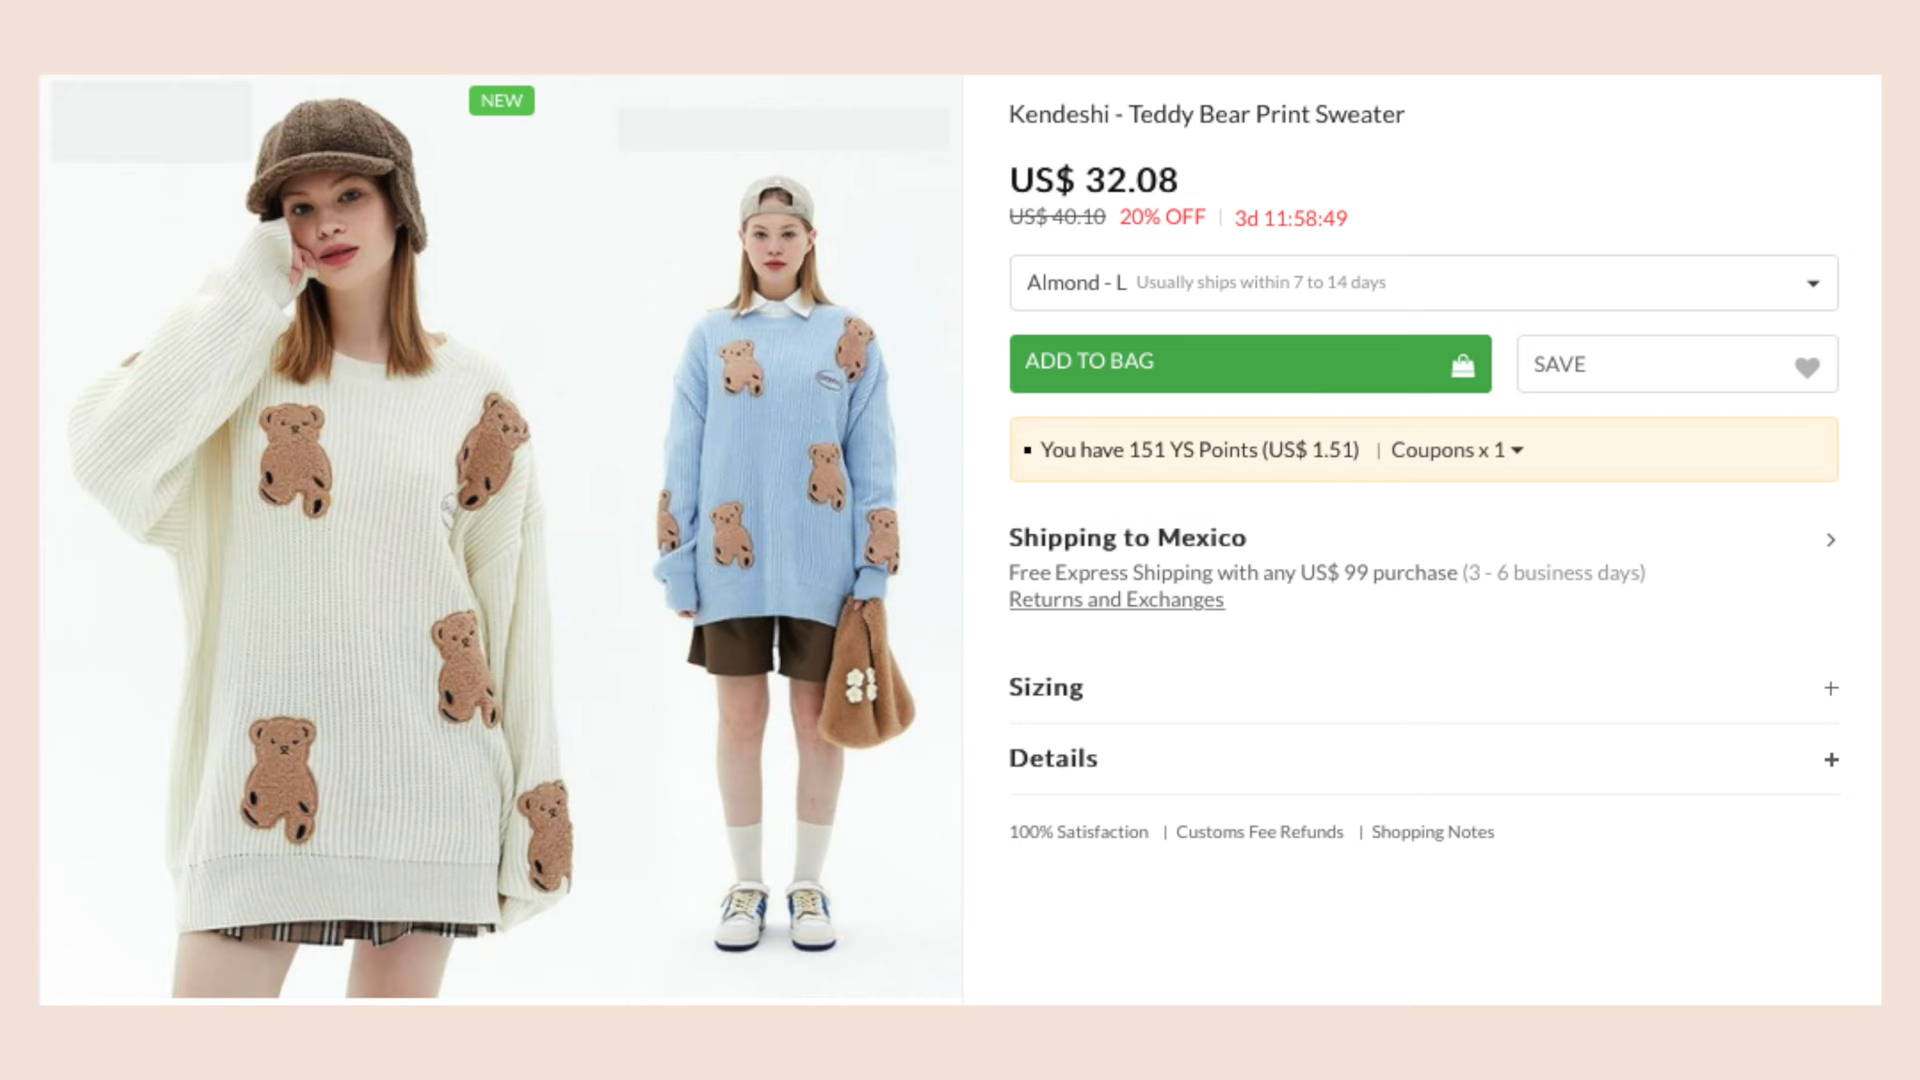 NEW
Kendeshi - Teddy Bear Print Sweater
US$ 32.08
US$ 40.10 20% OFF | 3d 11:58:49
Almond - L Usually ships within 7 to 14 days
ADD TO BAG
SAVE
▪ You have 151 YS Points (US$ 1.51) | Coupons x 1
Shipping to Mexico
Free Express Shipping with any US$ 99 purchase (3 - 6 business days)
Returns and Exchanges
Sizing +
Details +
100% Satisfaction | Customs Fee Refunds | Shopping Notes